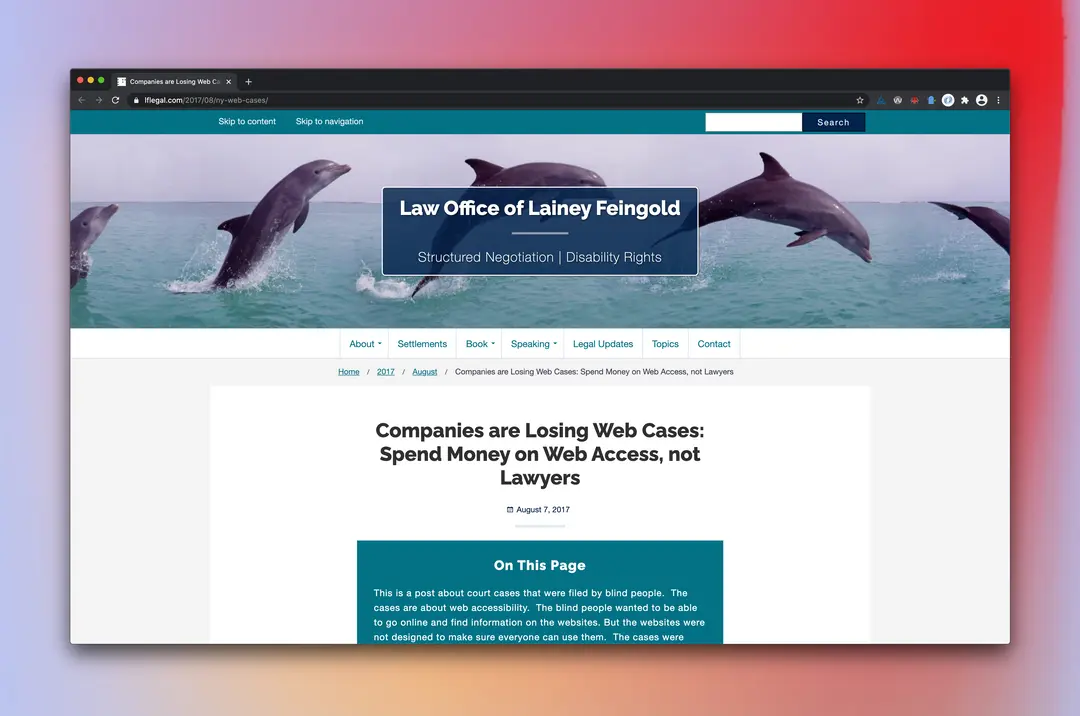 Companies are Losing Web Ca
lflegal.com/2017/08/ny-web-cases/
Skip to content Skip to navigation Search
Law Office of Lainey Feingold
Structured Negotiation | Disability Rights
About Settlements Book Speaking Legal Updates Topics Contact
Home / 2017 / August / Companies are Losing Web Cases: Spend Money on Web Access, not Lawyers
Companies are Losing Web Cases:
Spend Money on Web Access, not
Lawyers
August 7, 2017
On This Page
This is a post about court cases that were filed by blind people. The
cases are about web accessibility. The blind people wanted to be able
to go online and find information on the websites. But the websites were
not designed to make sure everyone can use them. The cases were